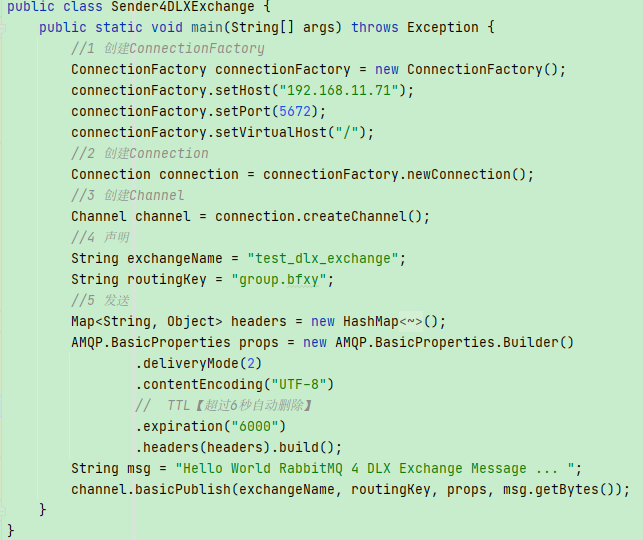 public class Sender4DLXExchange {
    public static void main(String[] args) throws Exception {
        //1 创建ConnectionFactory
        ConnectionFactory connectionFactory = new ConnectionFactory();
        connectionFactory.setHost("192.168.11.71");
        connectionFactory.setPort(5672);
        connectionFactory.setVirtualHost("/");
        //2 创建Connection
        Connection connection = connectionFactory.newConnection();
        //3 创建Channel
        Channel channel = connection.createChannel();
        //4 声明
        String exchangeName = "test_dlx_exchange";
        String routingKey = "group.bfxy";
        //5 发送
        Map<String, Object> headers = new HashMap<~>();
        AMQP.BasicProperties props = new AMQP.BasicProperties.Builder()
                .deliveryMode(2)
                .contentEncoding("UTF-8")
                //  TTL【超过6秒自动删除】
                .expiration("6000")
                .headers(headers).build();
        String msg = "Hello World RabbitMQ 4 DLX Exchange Message ... ";
        channel.basicPublish(exchangeName, routingKey, props, msg.getBytes());
    }
}